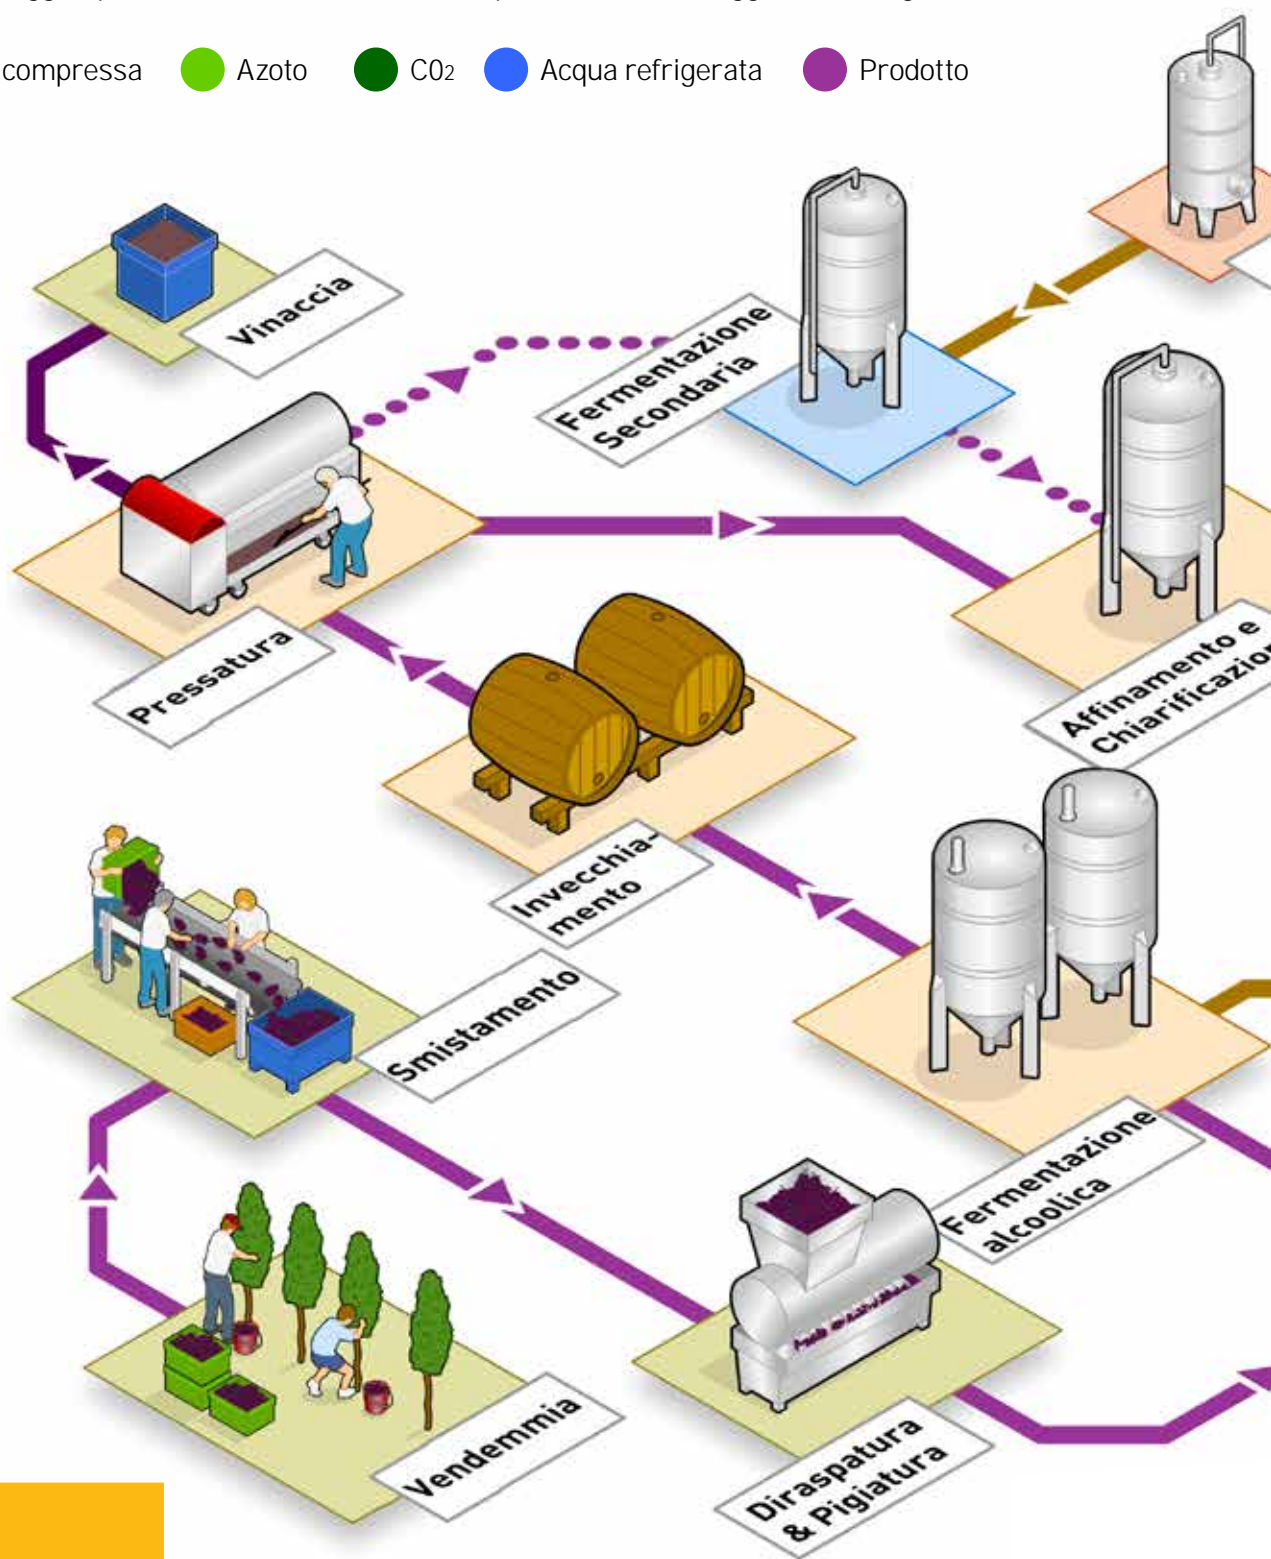 compressa
Azoto
CO2
Acqua refrigerata
Prodotto
Vinaccia
Fermentazione
Secondaria
Pressatura
Affinamento e
Chiarificazion
Invecchia-
mento
Smistamento
Fermentazione
alcoolica
Vendemmia
Diraspatura
& Pigiatura